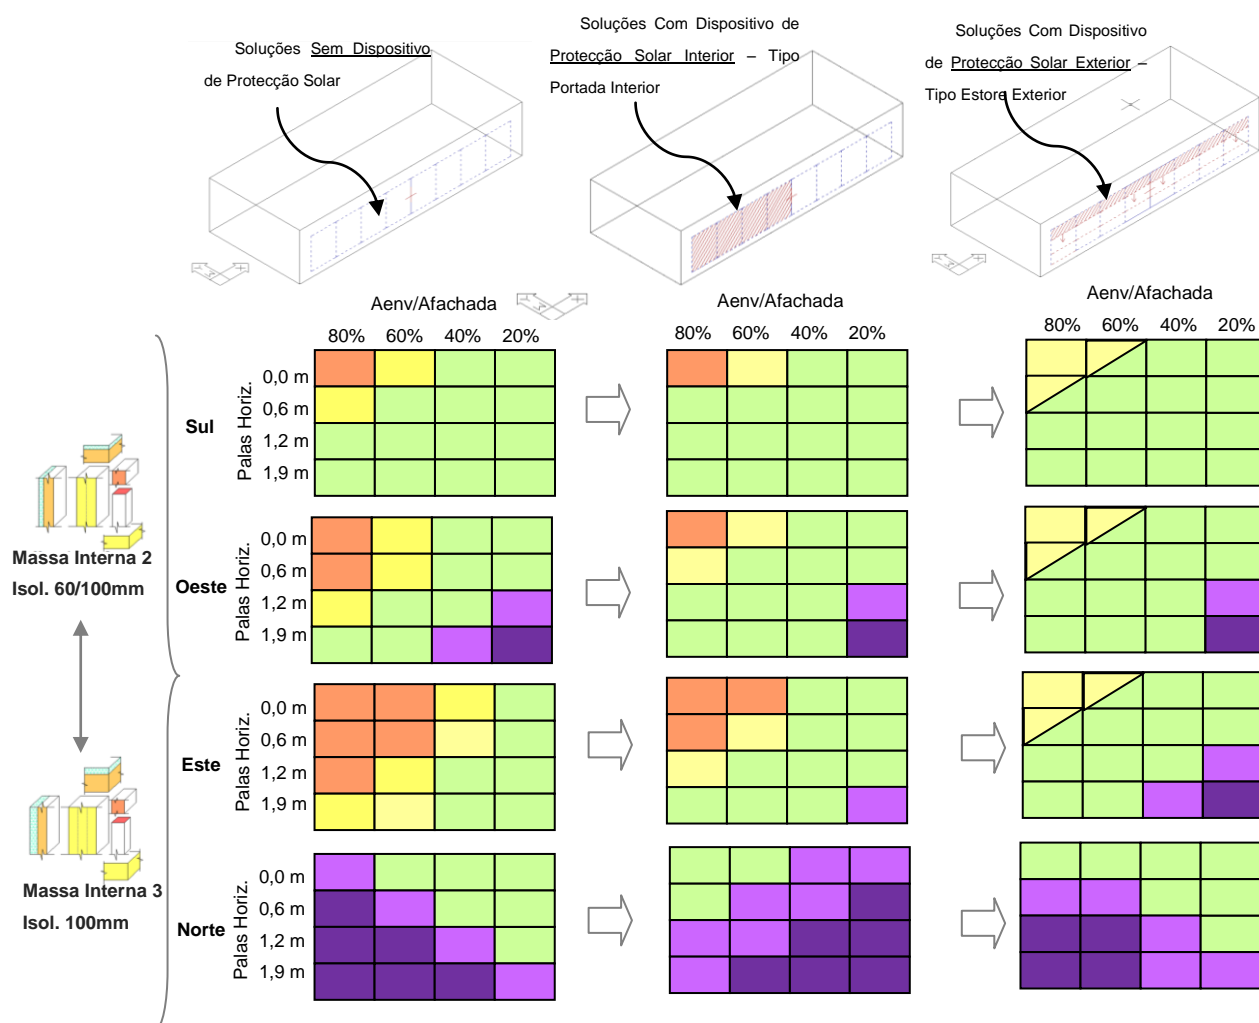 Soluções Sem Dispositivo
de Protecção Solar
Soluções Com Dispositivo de
Protecção Solar Interior – Tipo
Portada Interior
Soluções Com Dispositivo
de Protecção Solar Exterior –
Tipo Estore Exterior
Aenv/Afachada
80% 60% 40% 20%
Aenv/Afachada
80% 60% 40% 20%
Aenv/Afachada
80% 60% 40% 20%
Sul
Palas Horiz.
0,0 m
0,6 m
1,2 m
1,9 m
Oeste
Palas Horiz.
0,0 m
0,6 m
1,2 m
1,9 m
Este
Palas Horiz.
0,0 m
0,6 m
1,2 m
1,9 m
Norte
Palas Horiz.
0,0 m
0,6 m
1,2 m
1,9 m
Massa Interna 2
Isol. 60/100mm
Massa Interna 3
Isol. 100mm